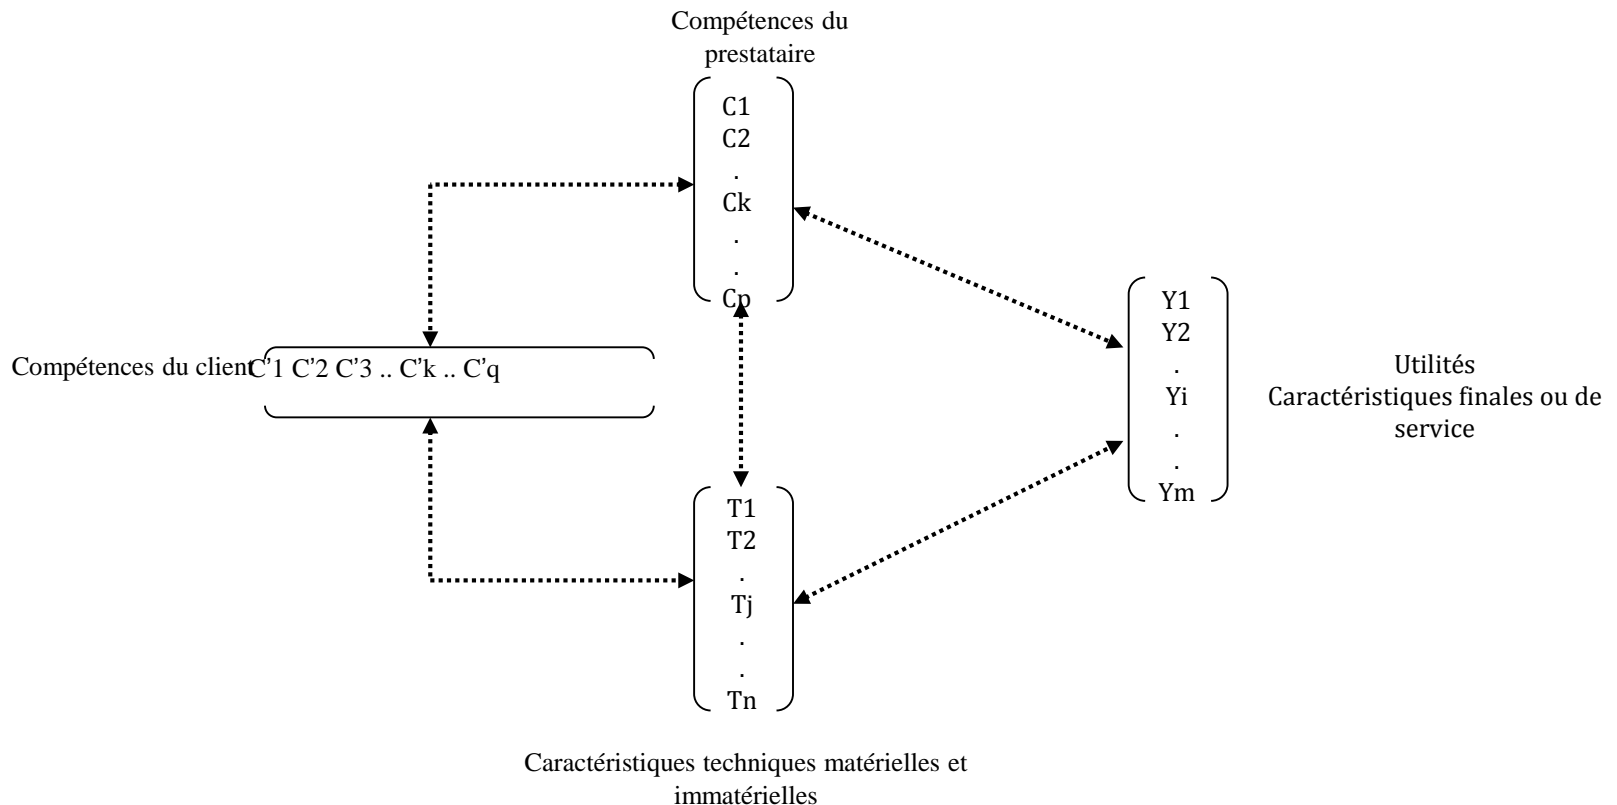 Compétences du
prestataire
C1
C2
.
Ck
.
.
Cp
Compétences du client
C'1 C'2 C'3 .. C'k .. C'q
Y1
Y2
.
Yi
.
.
Ym
Utilités
Caractéristiques finales ou de
service
T1
T2
.
Tj
.
.
Tn
Caractéristiques techniques matérielles et
immatérielles